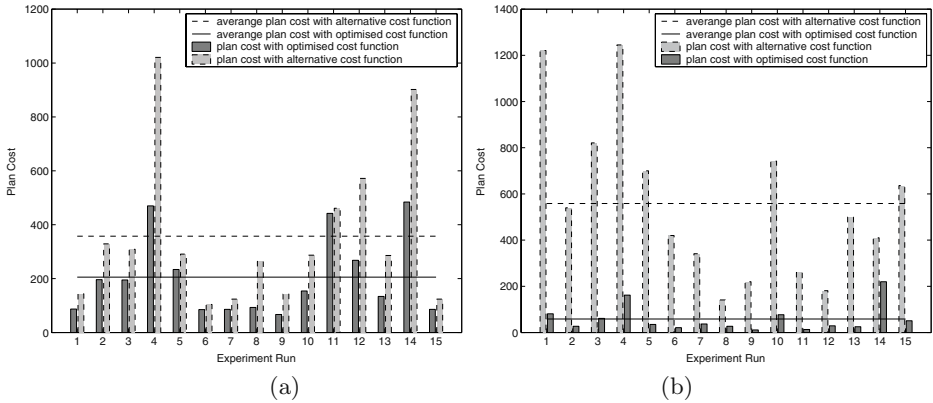 1200
1000
800
600
400
200
0
Plan Cost
averange plan cost with alternative cost function
averange plan cost with optimised cost function
plan cost with optimised cost function
plan cost with alternative cost function
1 2 3 4 5 6 7 8 9 10 11 12 13 14 15
Experiment Run
(a)
1400
1200
1000
800
600
400
200
0
Plan Cost
average plan cost with alternative cost function
average plan cost with optimised cost function
plan cost with alternative cost function
plan cost with optimised cost function
1 2 3 4 5 6 7 8 9 10 11 12 13 14 15
Experiment Run
(b)